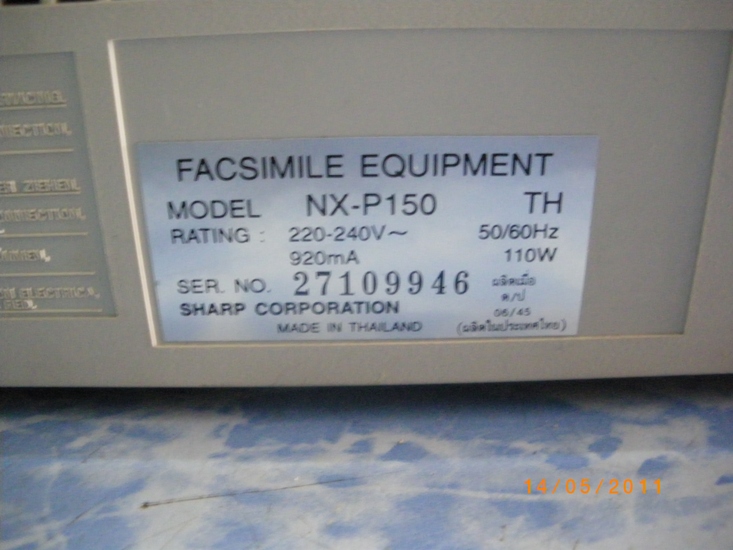 FACSIMILE EQUIPMENT
MODEL NX-P150 TH
RATING : 220-240V~ 50/60Hz
920mA 110W
SER. NO. 27109946 ผลิตเมื่อ
ด/ป
SHARP CORPORATION 06/45
MADE IN THAILAND (ผลิตในประเทศไทย)
14/05/2011